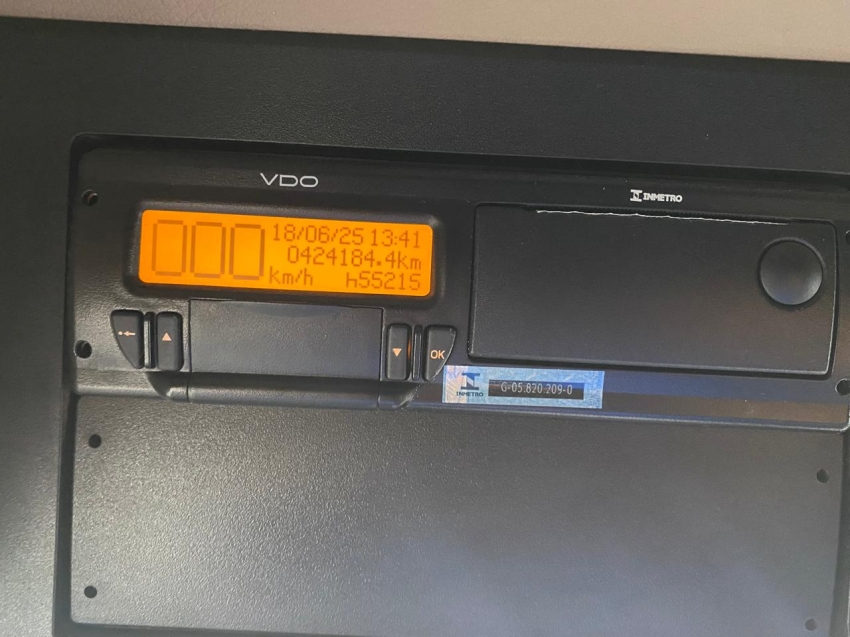 VDO
INMETRO
000 18/06/25 13:41
0424184.4km
km/h h55215
OK
INMETRO G-05.820.209-0